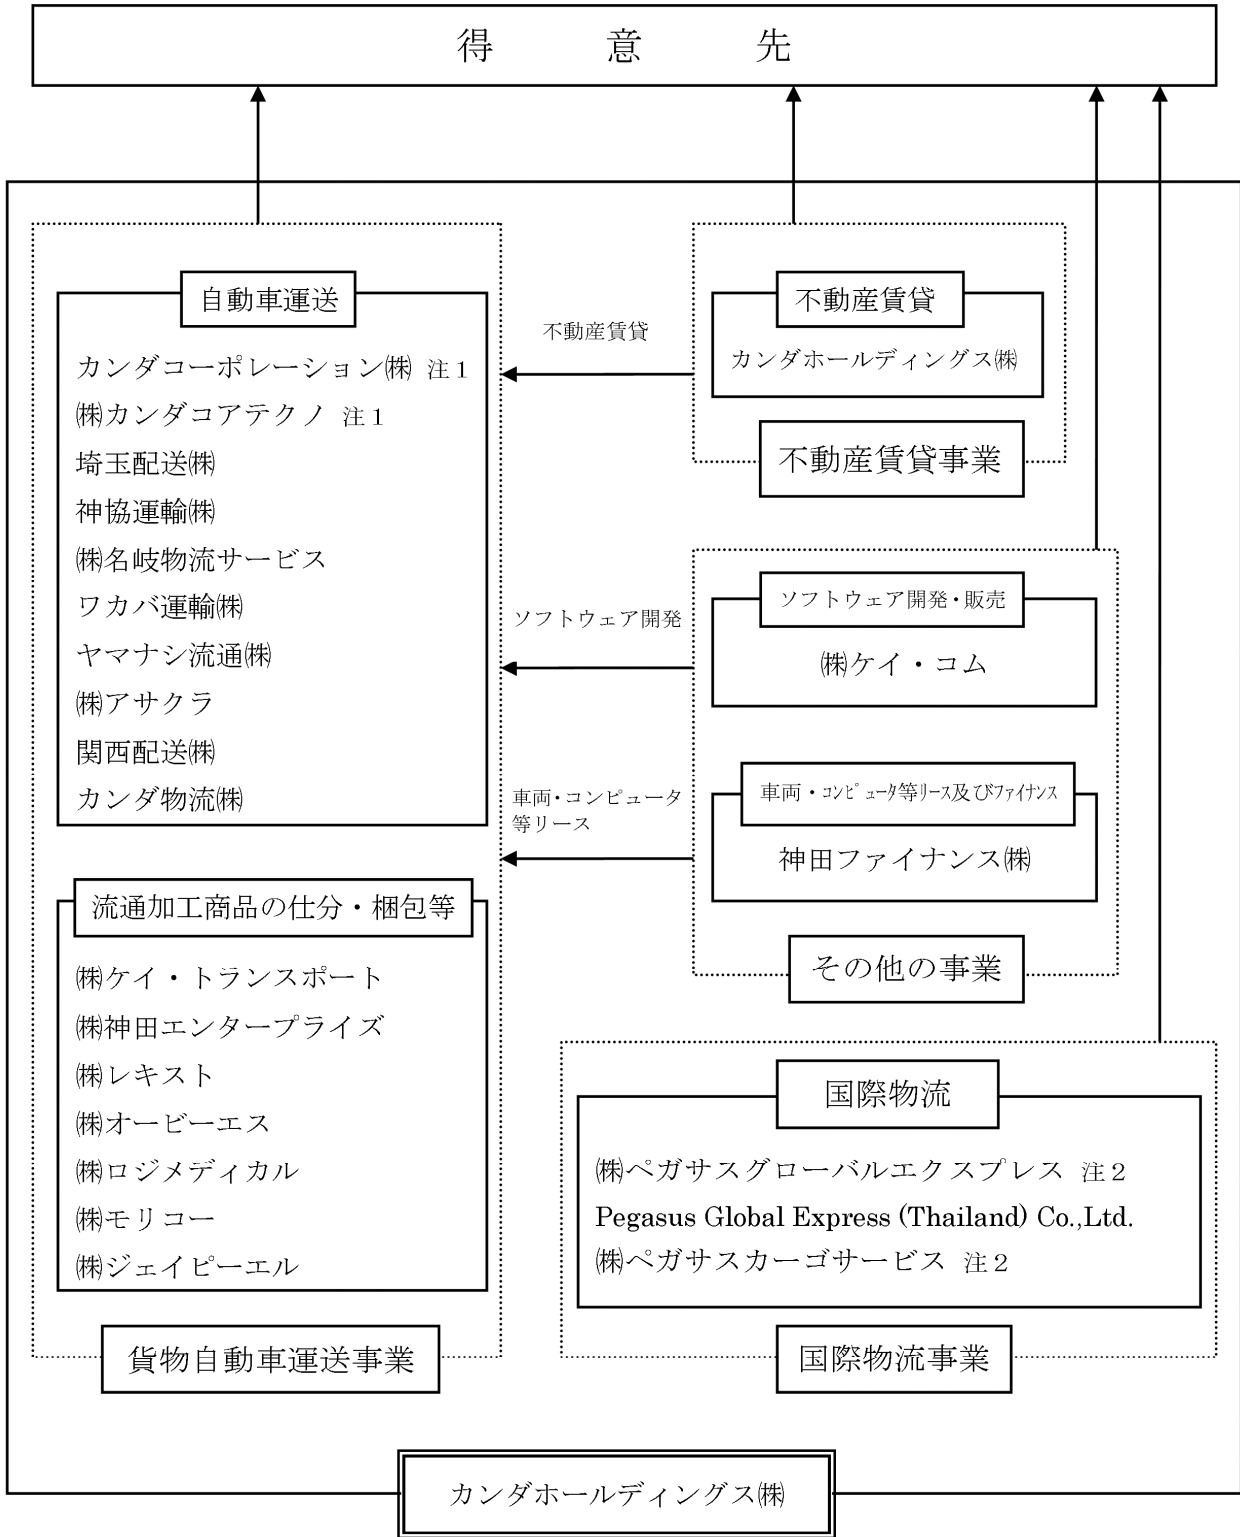 得意先
自動車運送
カンダコーポレーション㈱ 注１
㈱カンダコアテクノ 注１
埼玉配送㈱
神協運輸㈱
㈱名岐物流サービス
ワカバ運輸㈱
ヤマナシ流通㈱
㈱アサクラ
関西配送㈱
カンダ物流㈱
流通加工商品の仕分・梱包等
㈱ケイ・トランスポート
㈱神田エンタープライズ
㈱レキスト
㈱オービーエス
㈱ロジメディカル
㈱モリコー
㈱ジェイピーエル
貨物自動車運送事業
不動産賃貸
ソフトウェア開発
車両・コンピュータ
等リース
不動産賃貸
カンダホールディングス㈱
不動産賃貸事業
ソフトウェア開発・販売
㈱ケイ・コム
車両・コンピュータ等リース及びファイナンス
神田ファイナンス㈱
その他の事業
国際物流
㈱ペガサスグローバルエクスプレス 注２
Pegasus Global Express (Thailand) Co.,Ltd.
㈱ペガサスカーゴサービス 注２
国際物流事業
カンダホールディングス㈱